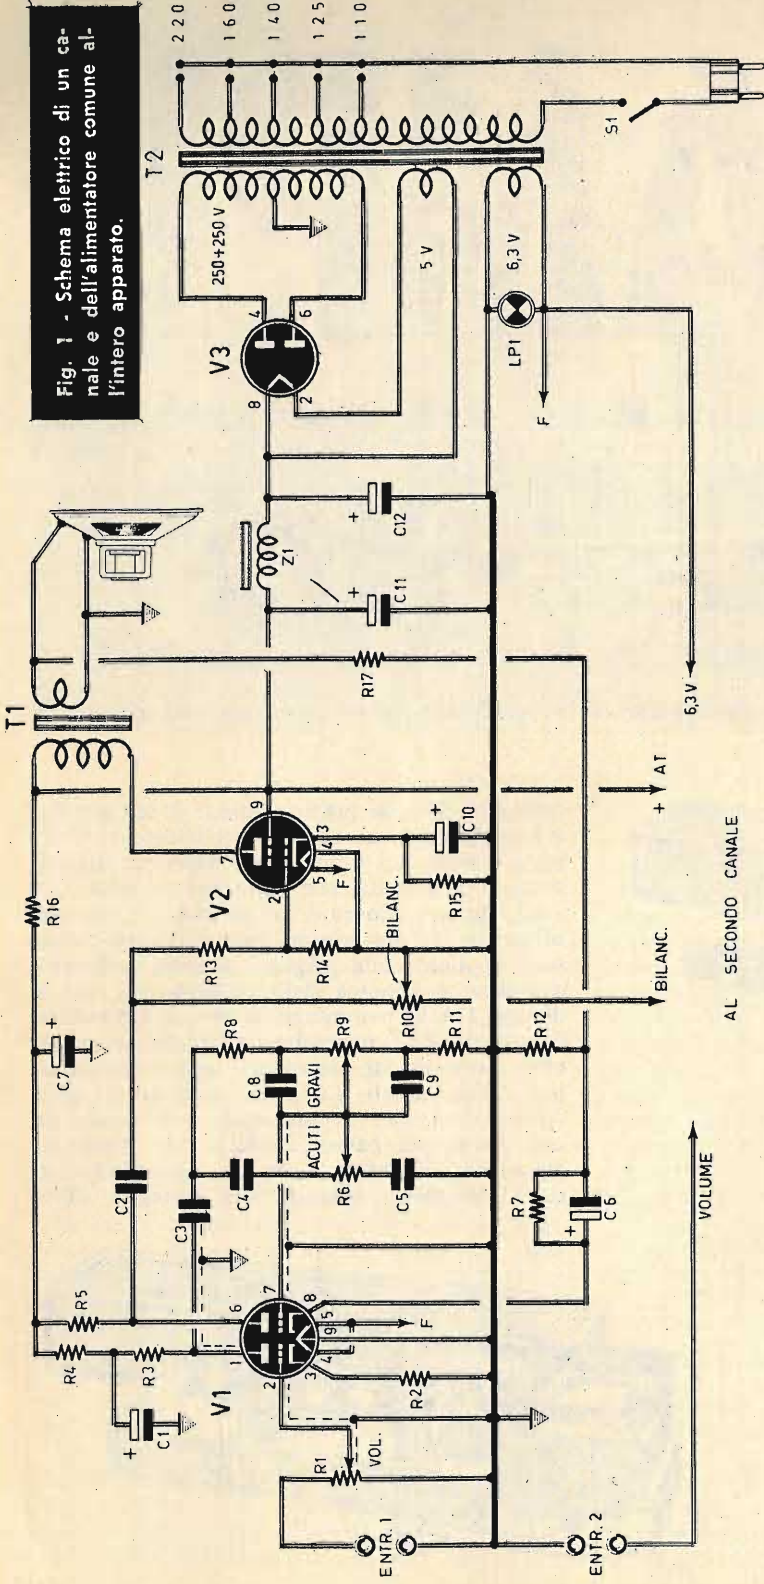 Fig. 1 - Schema elettrico di un ca-
nale e dell'alimentatore comune al-
l'intero apparato.
T1
T2
220
160
140
125
110
R16
C7
+
R5
R4
R3
C1
+
V1
1
2
3
4
5
6
7
8
9
F
R1
VOL.
R2
ENTR. 1
ENTR. 2
VOLUME
C2
C3
C4
R6
C5
ACUTI
GRAVI
R8
C8
R9
C9
R11
R12
R7
C6
+
R10
BILANC.
BILANC.
R13
R14
V2
2
7
9
3
4
5
F
R15
C10
+
+ AT
AL SECONDO CANALE
6,3 V
R17
Z1
C11
+
C12
+
V3
4
6
8
2
250+250 V
5 V
6,3 V
LP1
F
S1